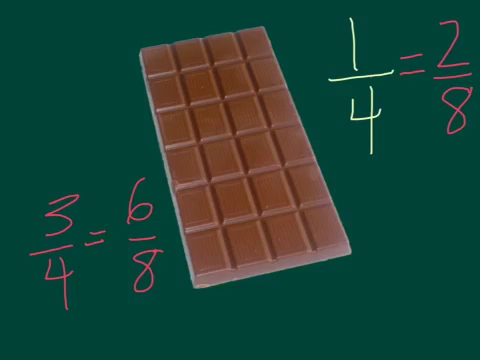 1/4 = 2/8
3/4 = 6/8